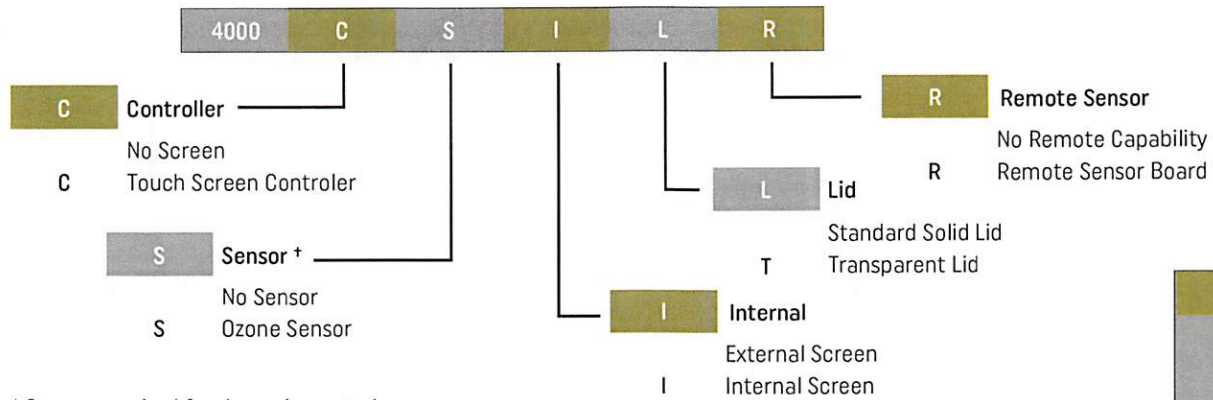 4000 C S I L R
C Controller
No Screen
C Touch Screen Controler
S Sensor †
No Sensor
S Ozone Sensor
I Internal
External Screen
I Internal Screen
L Lid
Standard Solid Lid
T Transparent Lid
R Remote Sensor
No Remote Capability
R Remote Sensor Board